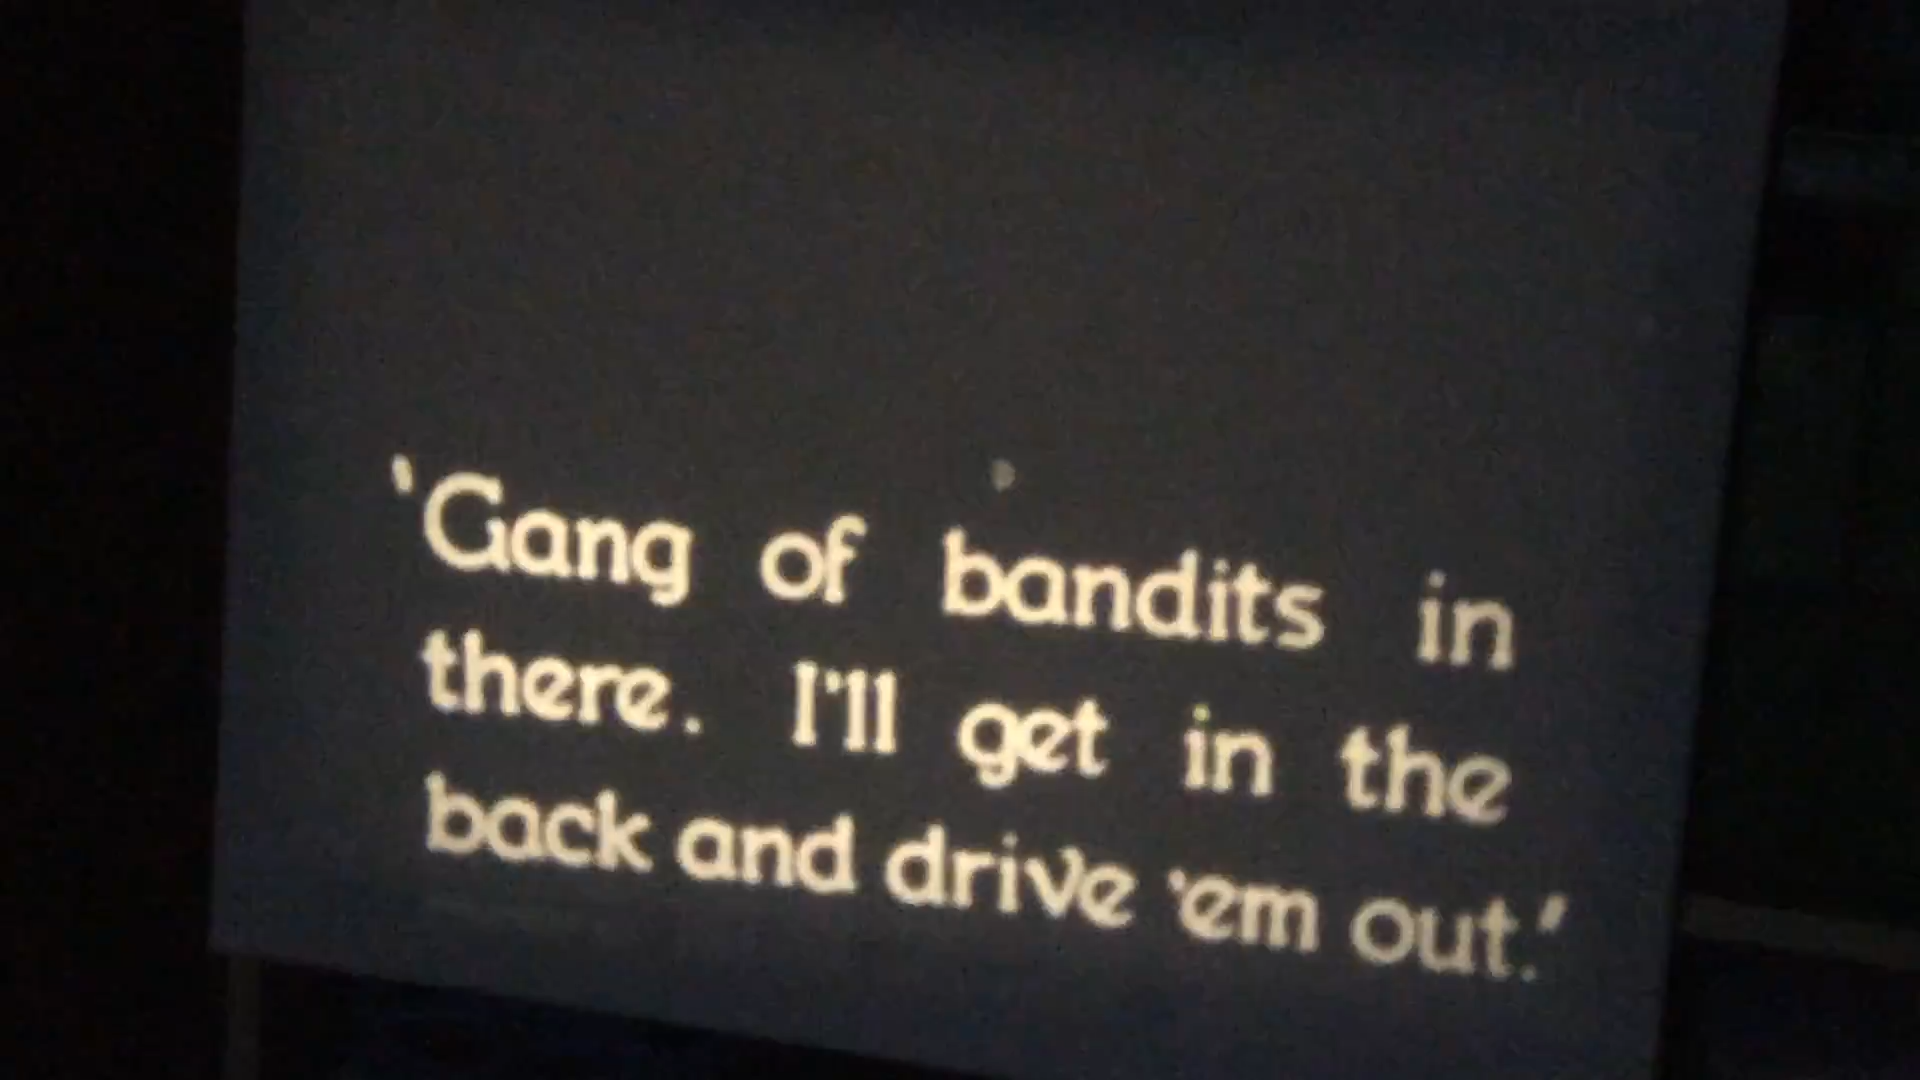 'Gang of bandits in
there. I'll get in the
back and drive 'em out.'